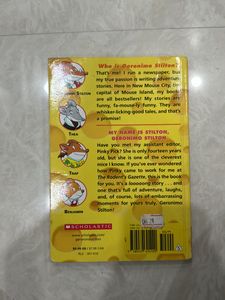 Who is Geronimo Stilton?
That's me! I run a newspaper, but
my true passion is writing adventure
stories. Here in New Mouse City, the
capital of Mouse Island, my books
are all bestsellers! My stories are
funny, fa-mouse-ly funny. They are
whisker-licking-good tales, and that's
a promise!
THEA
MY NAME IS STILTON,
GERONIMO STILTON
Have you met my assistant editor,
Pinky Pick? She is only fourteen years
old, but she is one of the cleverest
mice I know. If you've ever wondered
how Pinky came to work for me at
The Rodent's Gazette, this is the book
for you. It's a looooong story . . . and
one that's full of adventure, laughs,
and, of course, lots of embarrassing
moments for yours truly, Geronimo
Stilton!
TRAP
BENJAMIN
SCHOLASTIC